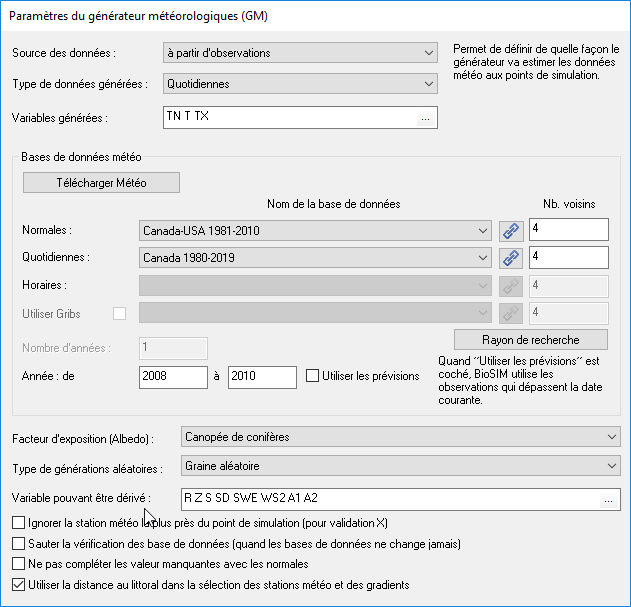 Paramètres du générateur météorologiques (GM)
Source des données :
à partir d'observations
Permet de définir de quelle façon le
générateur va estimer les données
météo aux points de simulation.
Type de données générées :
Quotidiennes
Variables générées :
TN T TX
...
Bases de données météo
Télécharger Météo
Nom de la base de données
Nb. voisins
Normales :
Canada-USA 1981-2010
4
Quotidiennes :
Canada 1980-2019
4
Horaires :
4
Utiliser Gribs
4
Rayon de recherche
Nombre d'années :
1
Quand ''Utiliser les prévisions'' est
coché, BioSIM utilise les
observations qui dépassent la date
courante.
Année : de
2008
à
2010
Utiliser les prévisions
Facteur d'exposition (Albedo) :
Canopée de conifères
Type de générations aléatoires :
Graine aléatoire
Variable pouvant être dérivé :
R Z S SD SWE WS2 A1 A2
...
Ignorer la station météo la plus près du point de simulation (pour validation X)
Sauter la vérification des base de données (quand les bases de données ne change jamais)
Ne pas compléter les valeur manquantes avec les normales
Utiliser la distance au littoral dans la sélection des stations météo et des gradients